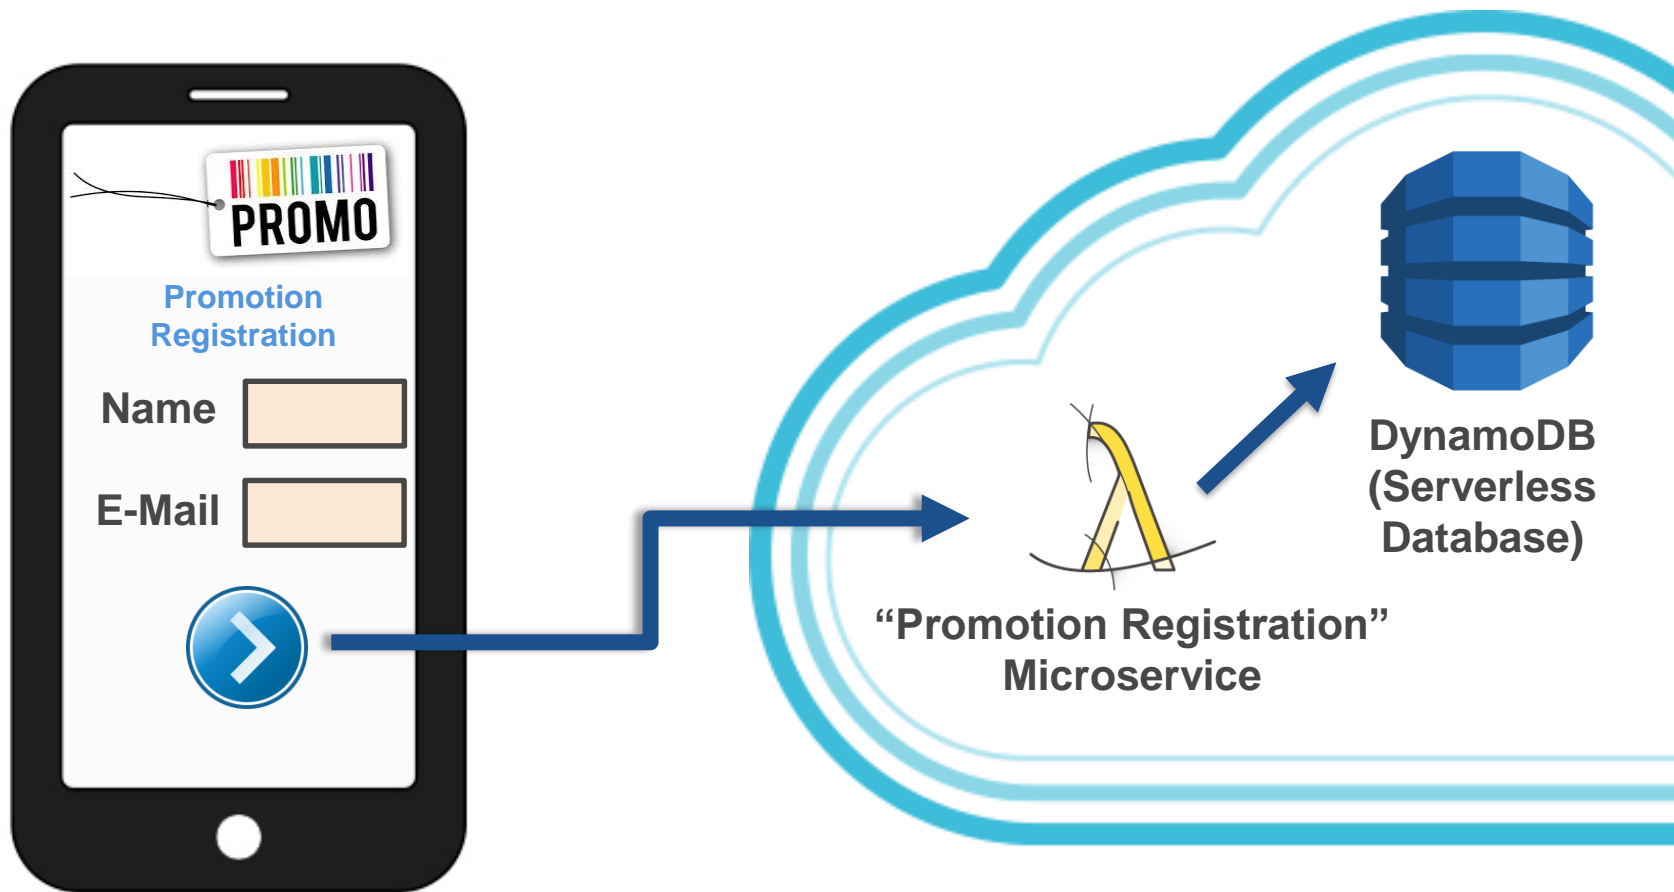 PROMO
Promotion
Registration
Name
E-Mail
“Promotion Registration”
Microservice
DynamoDB
(Serverless
Database)